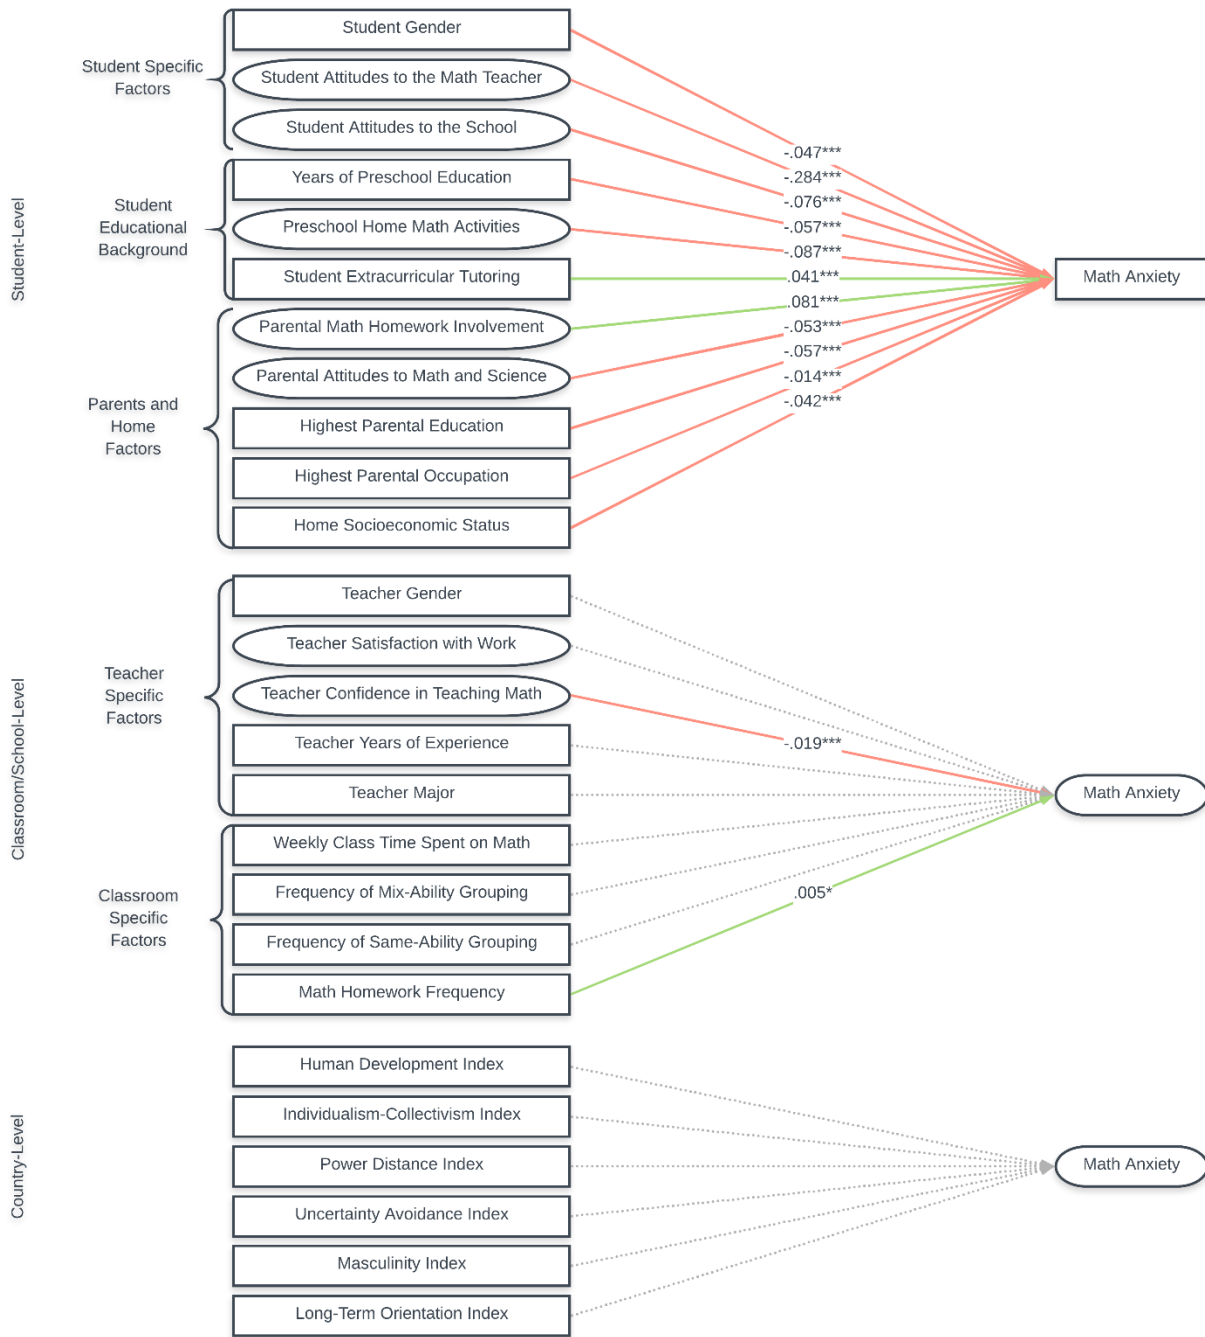 Student-Level
Student Specific
Factors
Student Gender
Student Attitudes to the Math Teacher
Student Attitudes to the School
Student
Educational
Background
Years of Preschool Education
Preschool Home Math Activities
Student Extracurricular Tutoring
Parents and
Home
Factors
Parental Math Homework Involvement
Parental Attitudes to Math and Science
Highest Parental Education
Highest Parental Occupation
Home Socioeconomic Status
-.047***
-.284***
-.076***
-.057***
-.087***
.041***
.081***
-.053***
-.057***
-.014***
-.042***
Math Anxiety
Classroom/School-Level
Teacher
Specific
Factors
Teacher Gender
Teacher Satisfaction with Work
Teacher Confidence in Teaching Math
Teacher Years of Experience
Teacher Major
Classroom
Specific
Factors
Weekly Class Time Spent on Math
Frequency of Mix-Ability Grouping
Frequency of Same-Ability Grouping
Math Homework Frequency
-.019***
.005*
Math Anxiety
Country-Level
Human Development Index
Individualism-Collectivism Index
Power Distance Index
Uncertainty Avoidance Index
Masculinity Index
Long-Term Orientation Index
Math Anxiety